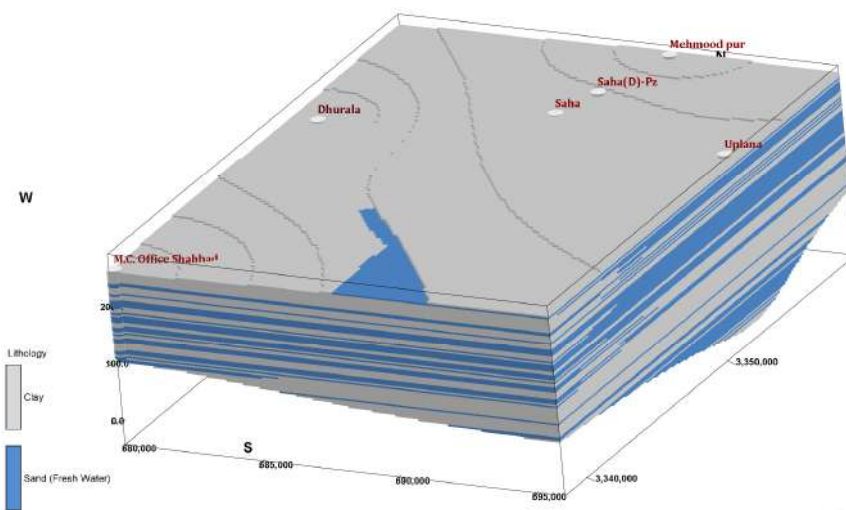 Mehmood pur
N
Saha(D)-Pz
Dhurala
Saha
Uplana
W
M.C. Office Shahbad
20
Lithology
Clay
100.0
0.0
Sand (Fresh Water)
680,000
S
685,000
690,000
695,000
3,340,000
3,350,000